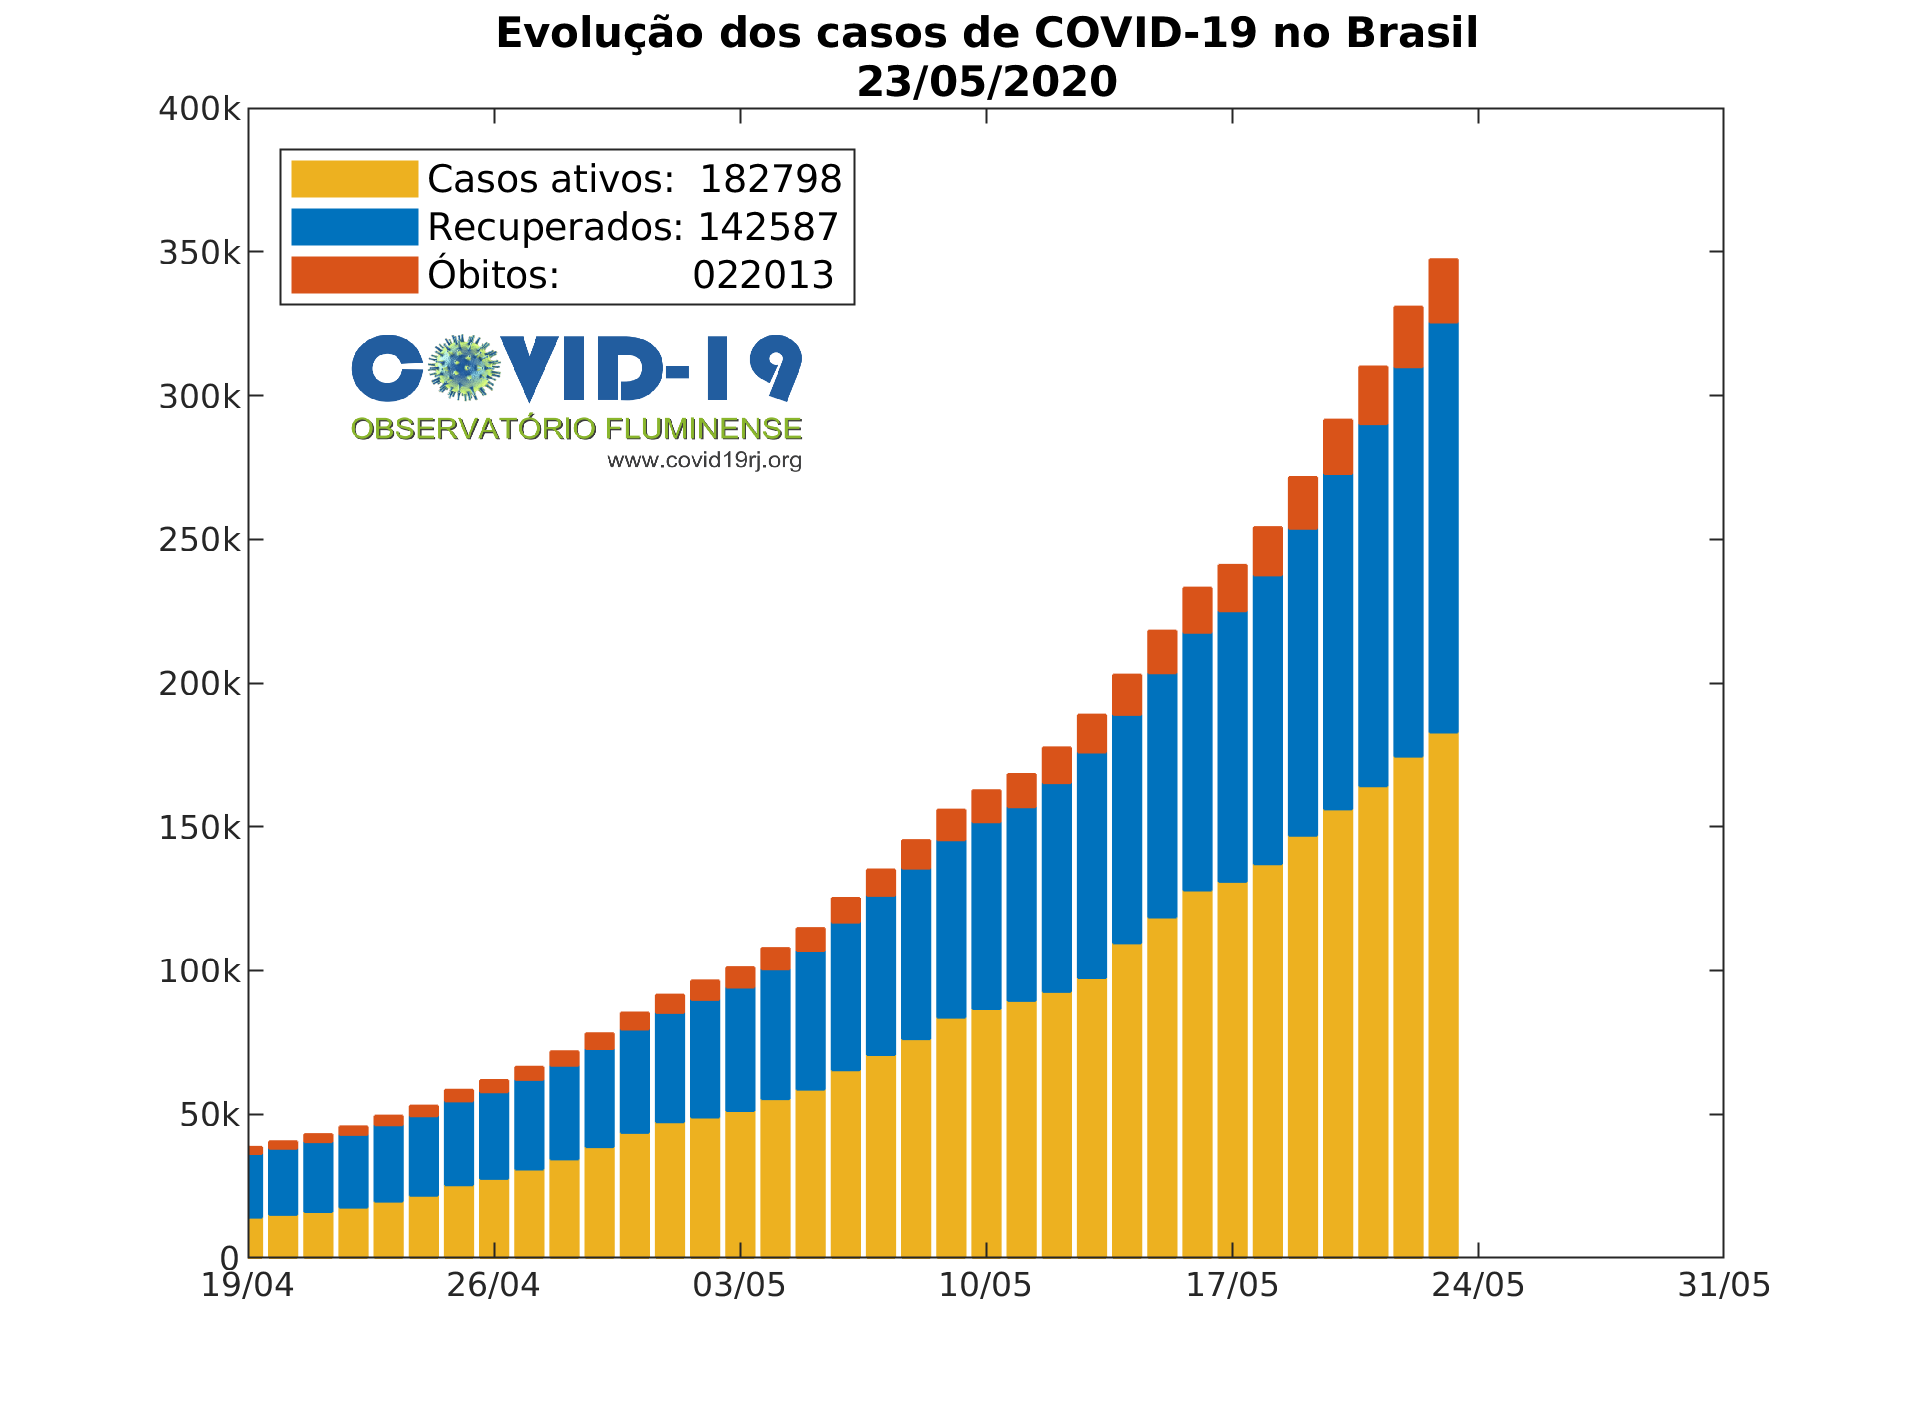 Evolução dos casos de COVID-19 no Brasil
23/05/2020
400k
350k
300k
250k
200k
150k
100k
50k
0
Casos ativos: 182798
Recuperados: 142587
Óbitos: 022013
COVID-19
OBSERVATÓRIO FLUMINENSE
www.covid19rj.org
19/04 26/04 03/05 10/05 17/05 24/05 31/05